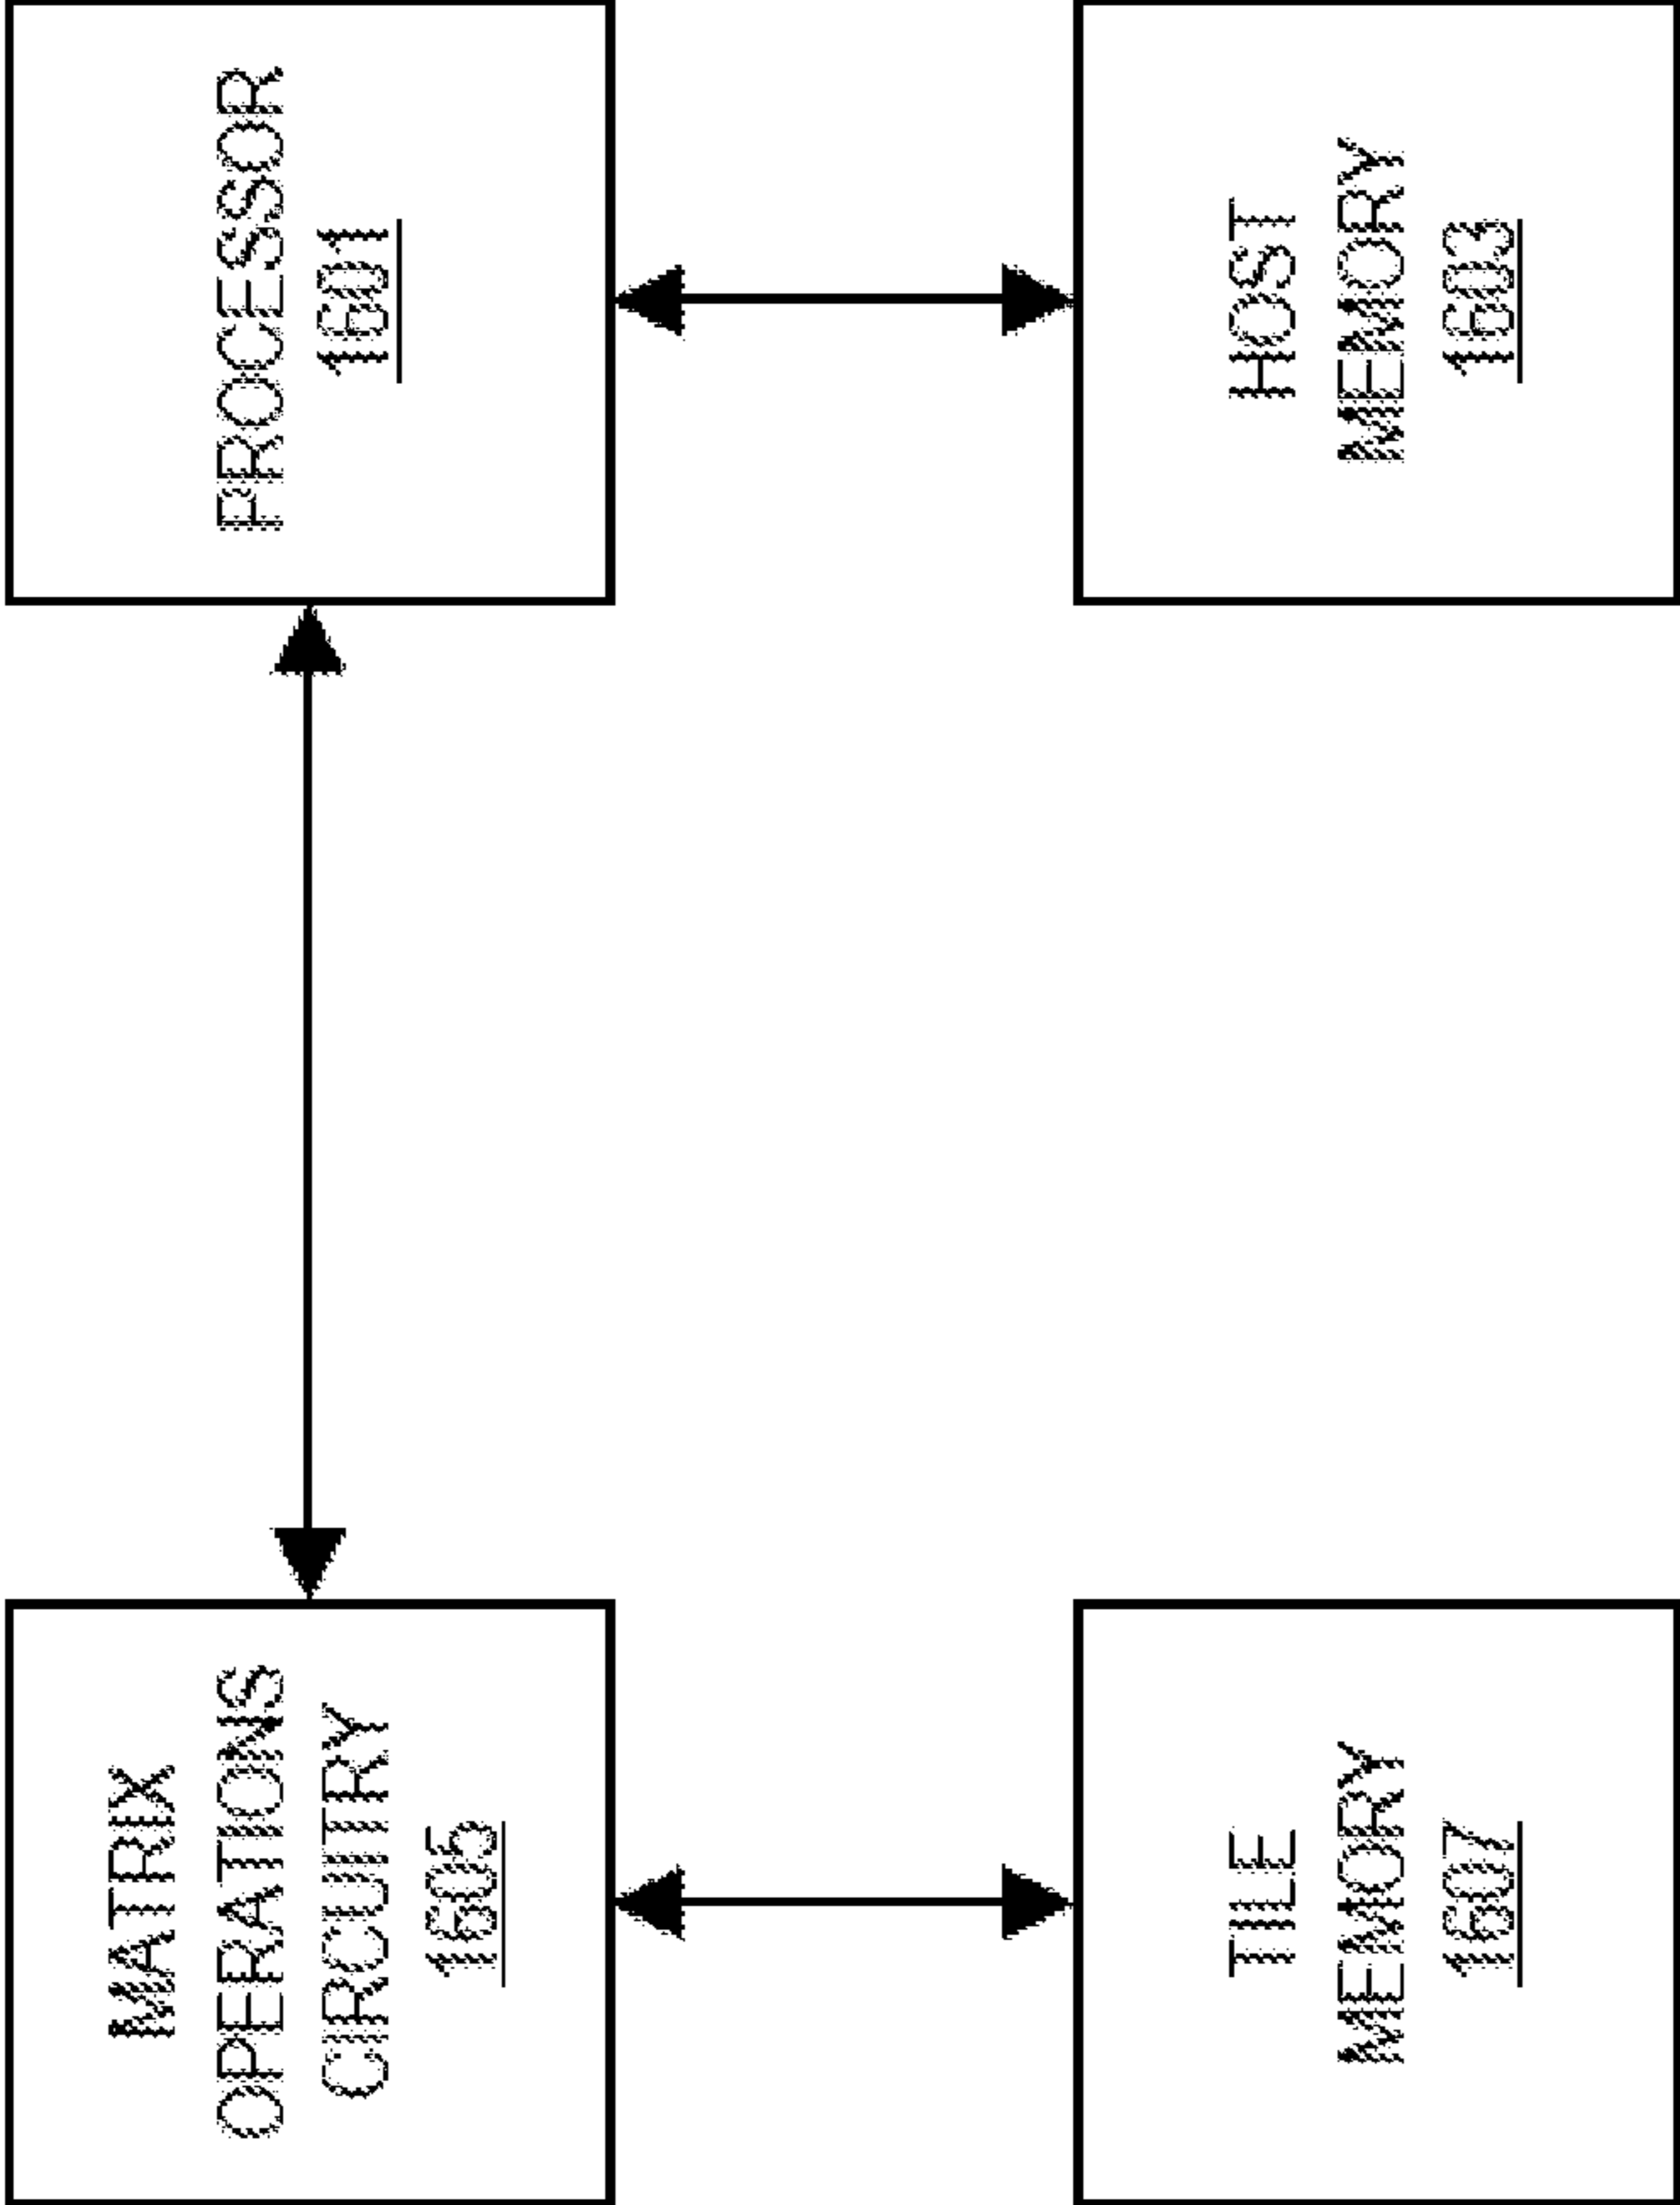 MATRIX
OPERATIONS
CIRCUITRY
1605
PROCESSOR
1601
TILE
MEMORY
1607
HOST
MEMORY
1603